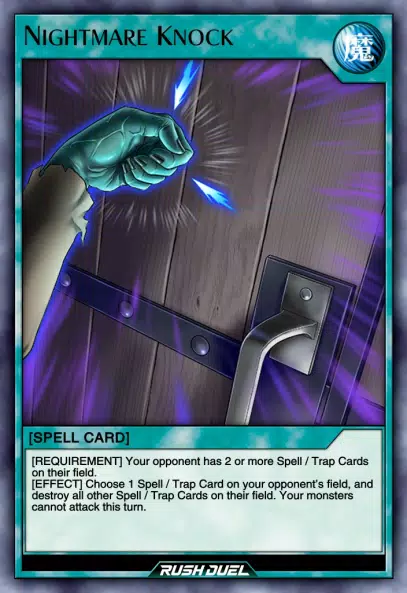 Nightmare Knock
魔
[SPELL CARD]
[REQUIREMENT] Your opponent has 2 or more Spell / Trap Cards
on their field.
[EFFECT] Choose 1 Spell / Trap Card on your opponent's field, and
destroy all other Spell / Trap Cards on their field. Your monsters
cannot attack this turn.
RUSH DUEL